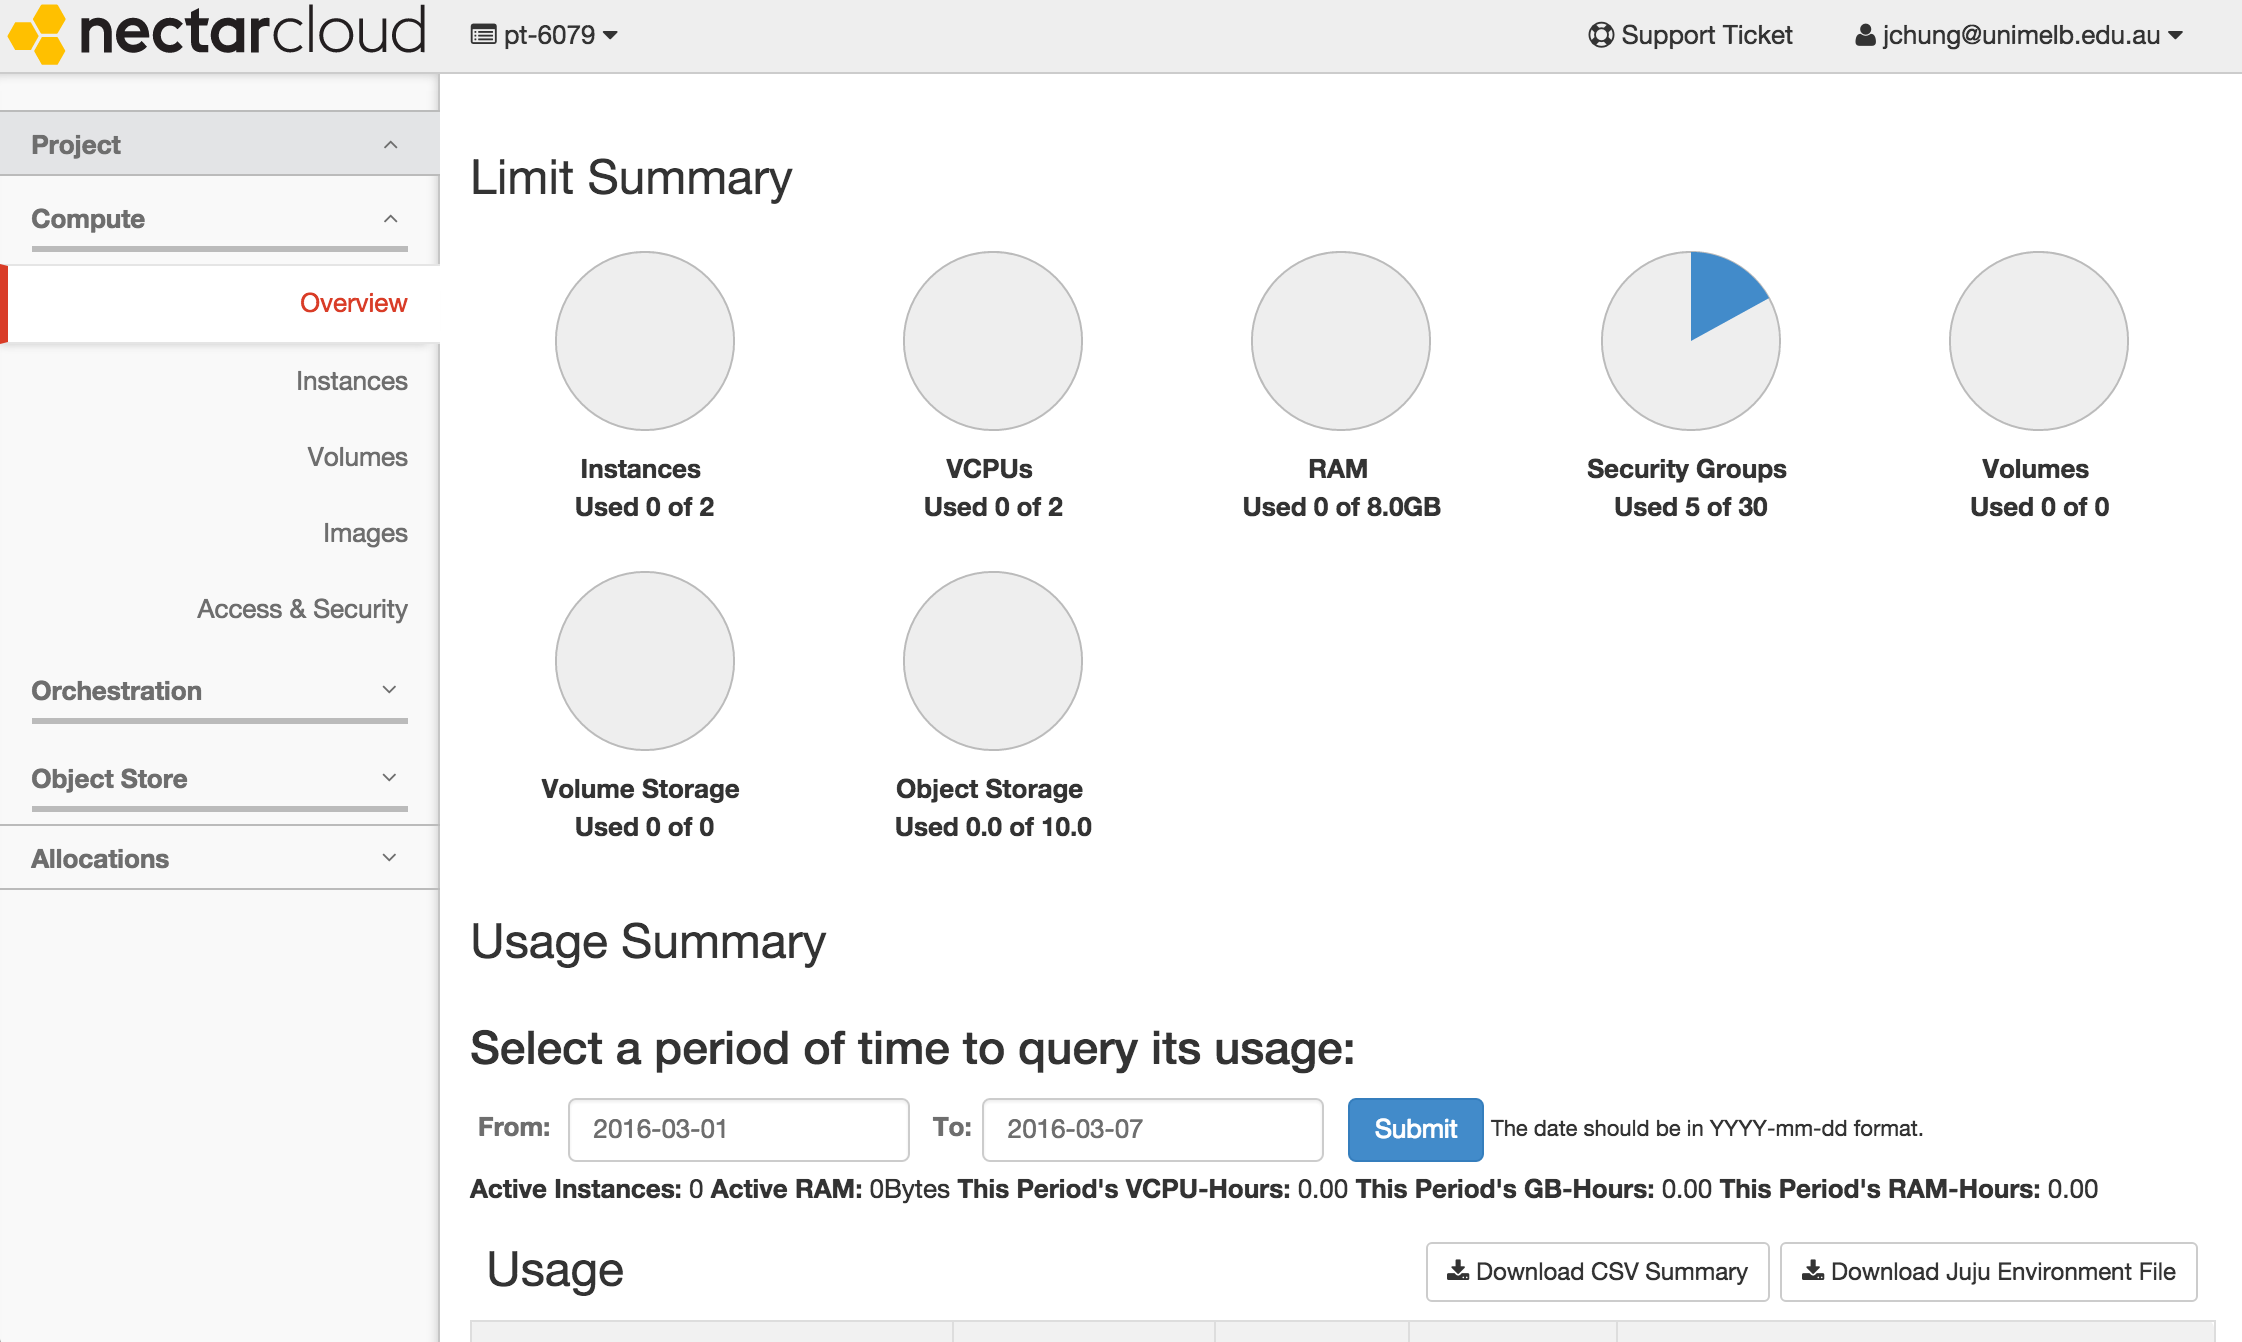 nectarcloud
pt-6079
Support Ticket
jchung@unimelb.edu.au
Project
Compute
Overview
Instances
Volumes
Images
Access & Security
Orchestration
Object Store
Allocations
Limit Summary
Instances
Used 0 of 2
VCPUs
Used 0 of 2
RAM
Used 0 of 8.0GB
Security Groups
Used 5 of 30
Volumes
Used 0 of 0
Volume Storage
Used 0 of 0
Object Storage
Used 0.0 of 10.0
Usage Summary
Select a period of time to query its usage:
From: 2016-03-01 To: 2016-03-07 Submit The date should be in YYYY-mm-dd format.
Active Instances: 0 Active RAM: 0Bytes This Period's VCPU-Hours: 0.00 This Period's GB-Hours: 0.00 This Period's RAM-Hours: 0.00
Usage
Download CSV Summary
Download Juju Environment File